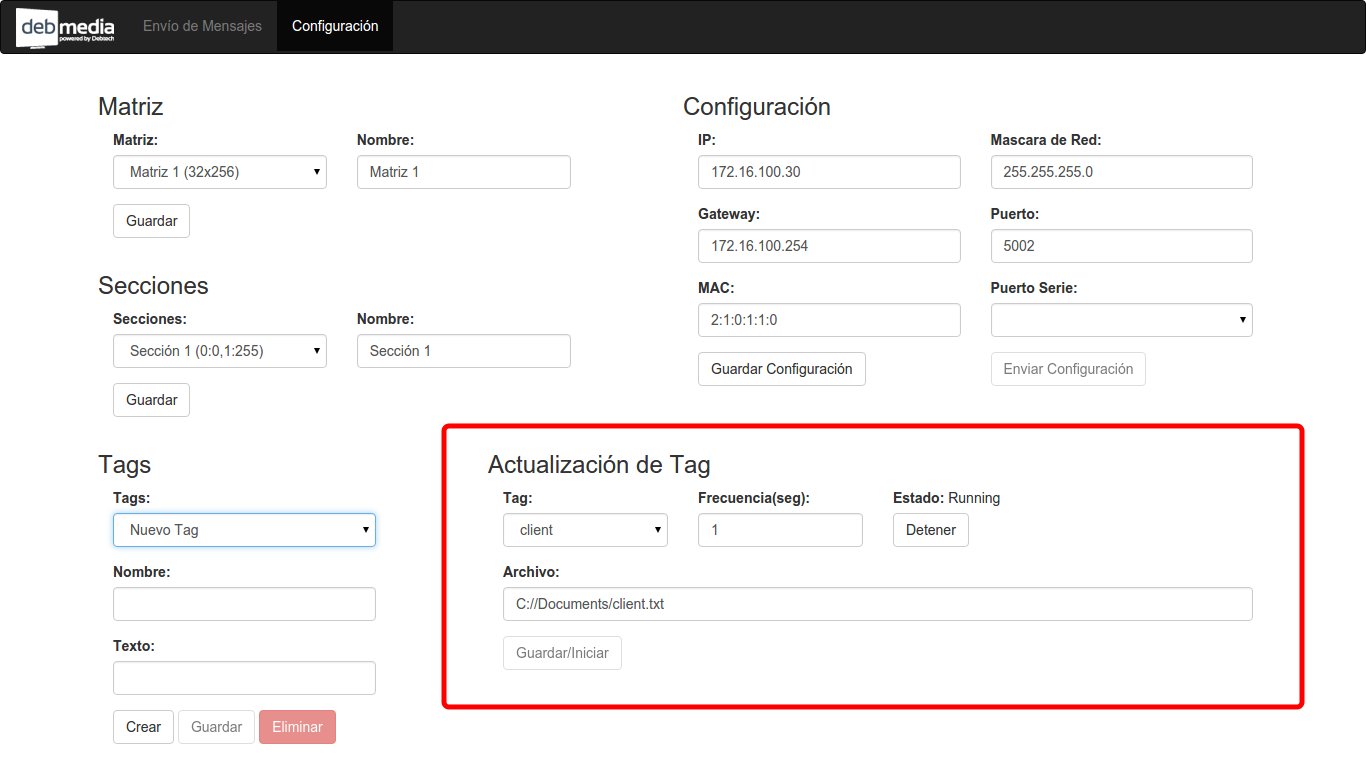 debmedia
powered by Debtech
Envío de Mensajes
Configuración
Matriz
Matriz:
Nombre:
Matriz 1 (32x256)
Matriz 1
Guardar
Secciones
Secciones:
Nombre:
Sección 1 (0:0,1:255)
Sección 1
Guardar
Configuración
IP:
Mascara de Red:
172.16.100.30
255.255.255.0
Gateway:
Puerto:
172.16.100.254
5002
MAC:
Puerto Serie:
2:1:0:1:1:0
Guardar Configuración
Enviar Configuración
Tags
Tags:
Nuevo Tag
Nombre:
Texto:
Crear
Guardar
Eliminar
Actualización de Tag
Tag:
Frecuencia(seg):
Estado: Running
client
1
Detener
Archivo:
C://Documents/client.txt
Guardar/Iniciar